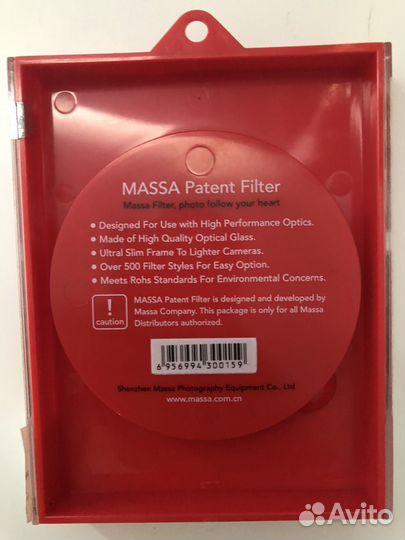 MASSA Patent Filter
Massa Filter, photo follow your heart
• Designed For Use with High Performance Optics.
• Made of High Quality Optical Glass.
• Ultra Slim Frame To Lighter Cameras.
• Over 500 Filter Styles For Easy Option.
• Meets Rohs Standards For Environmental Concerns.
! caution
MASSA Patent Filter is designed and developed by
Massa Company. This package is only for all Massa
Distributors authorized.
6 956994 300159
Shenzhen Massa Photography Equipment Co., Ltd
www.massa.com.cn
Avito